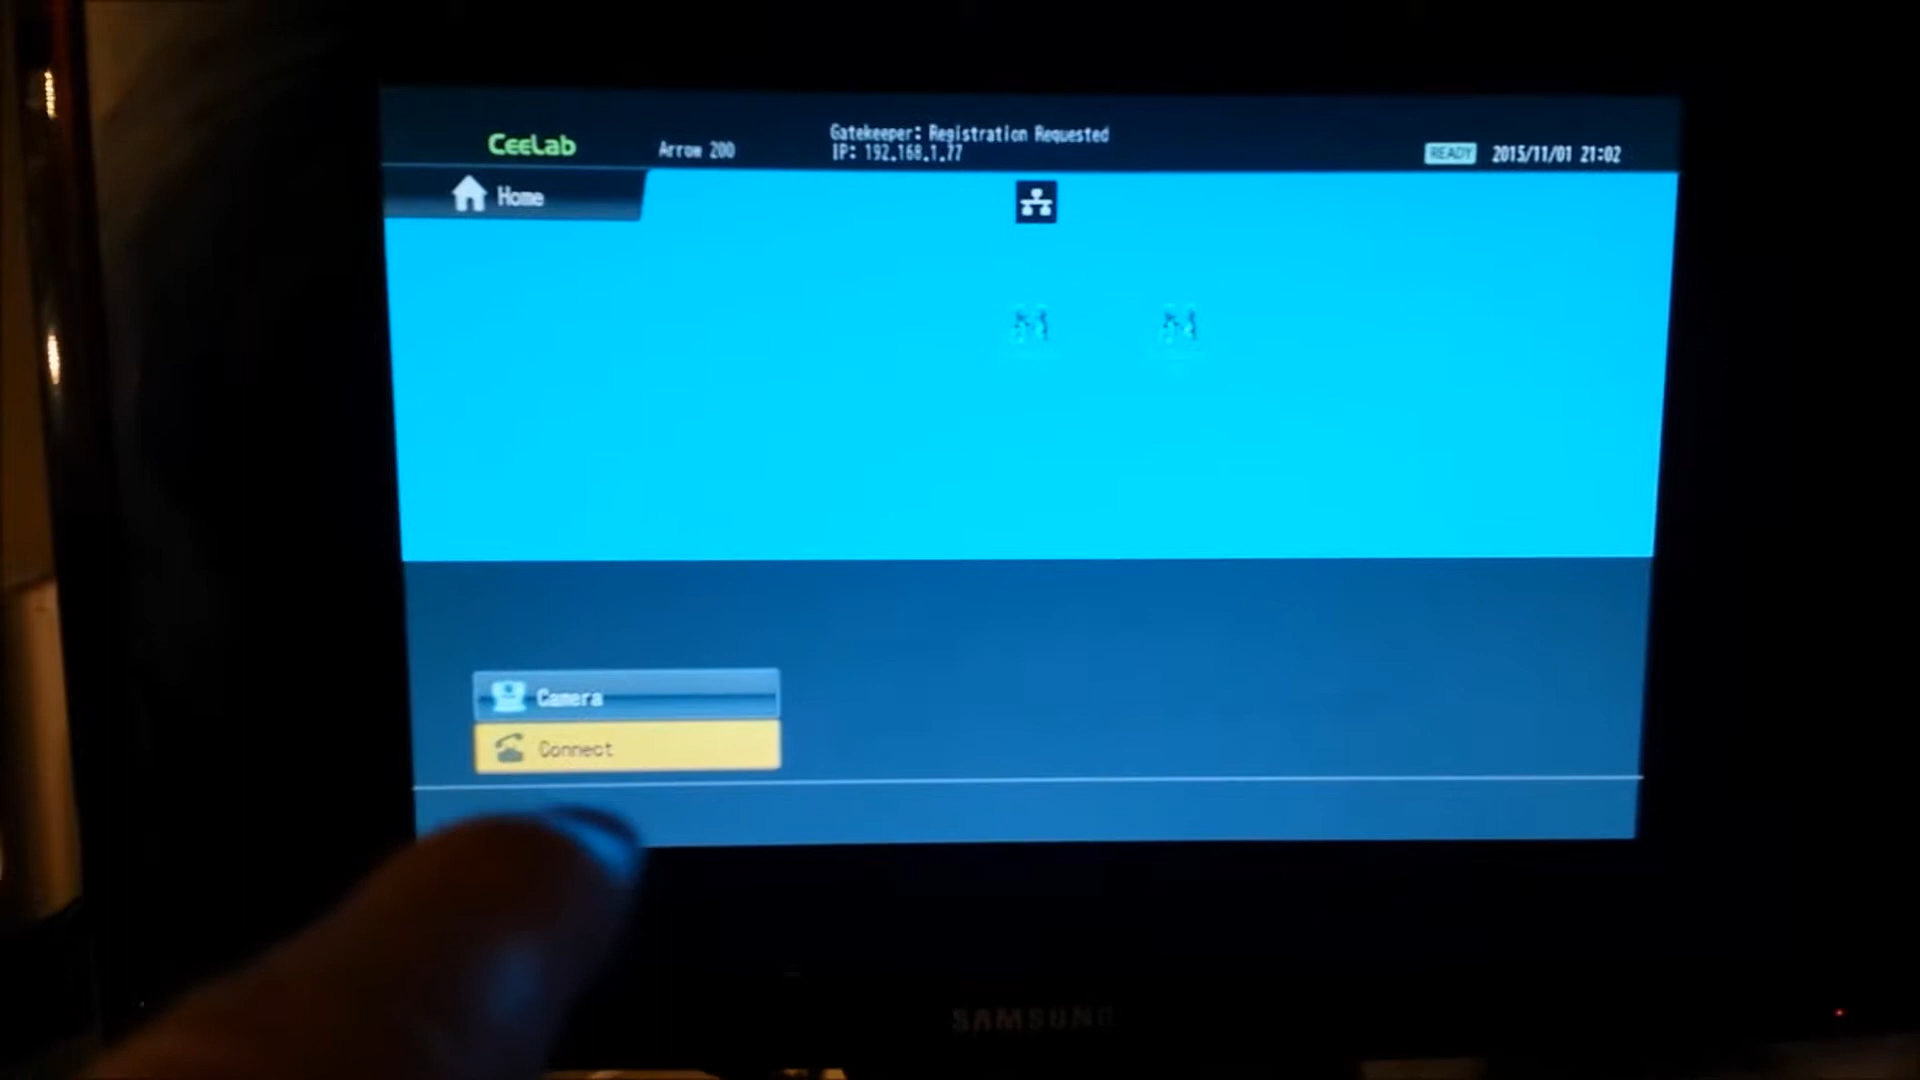 CeeLab
Arrow 200
Gatekeeper: Registration Requested
IP: 192.168.1.77
READY
2015/11/01 21:02
Home
Camera
Connect
SAMSUNG